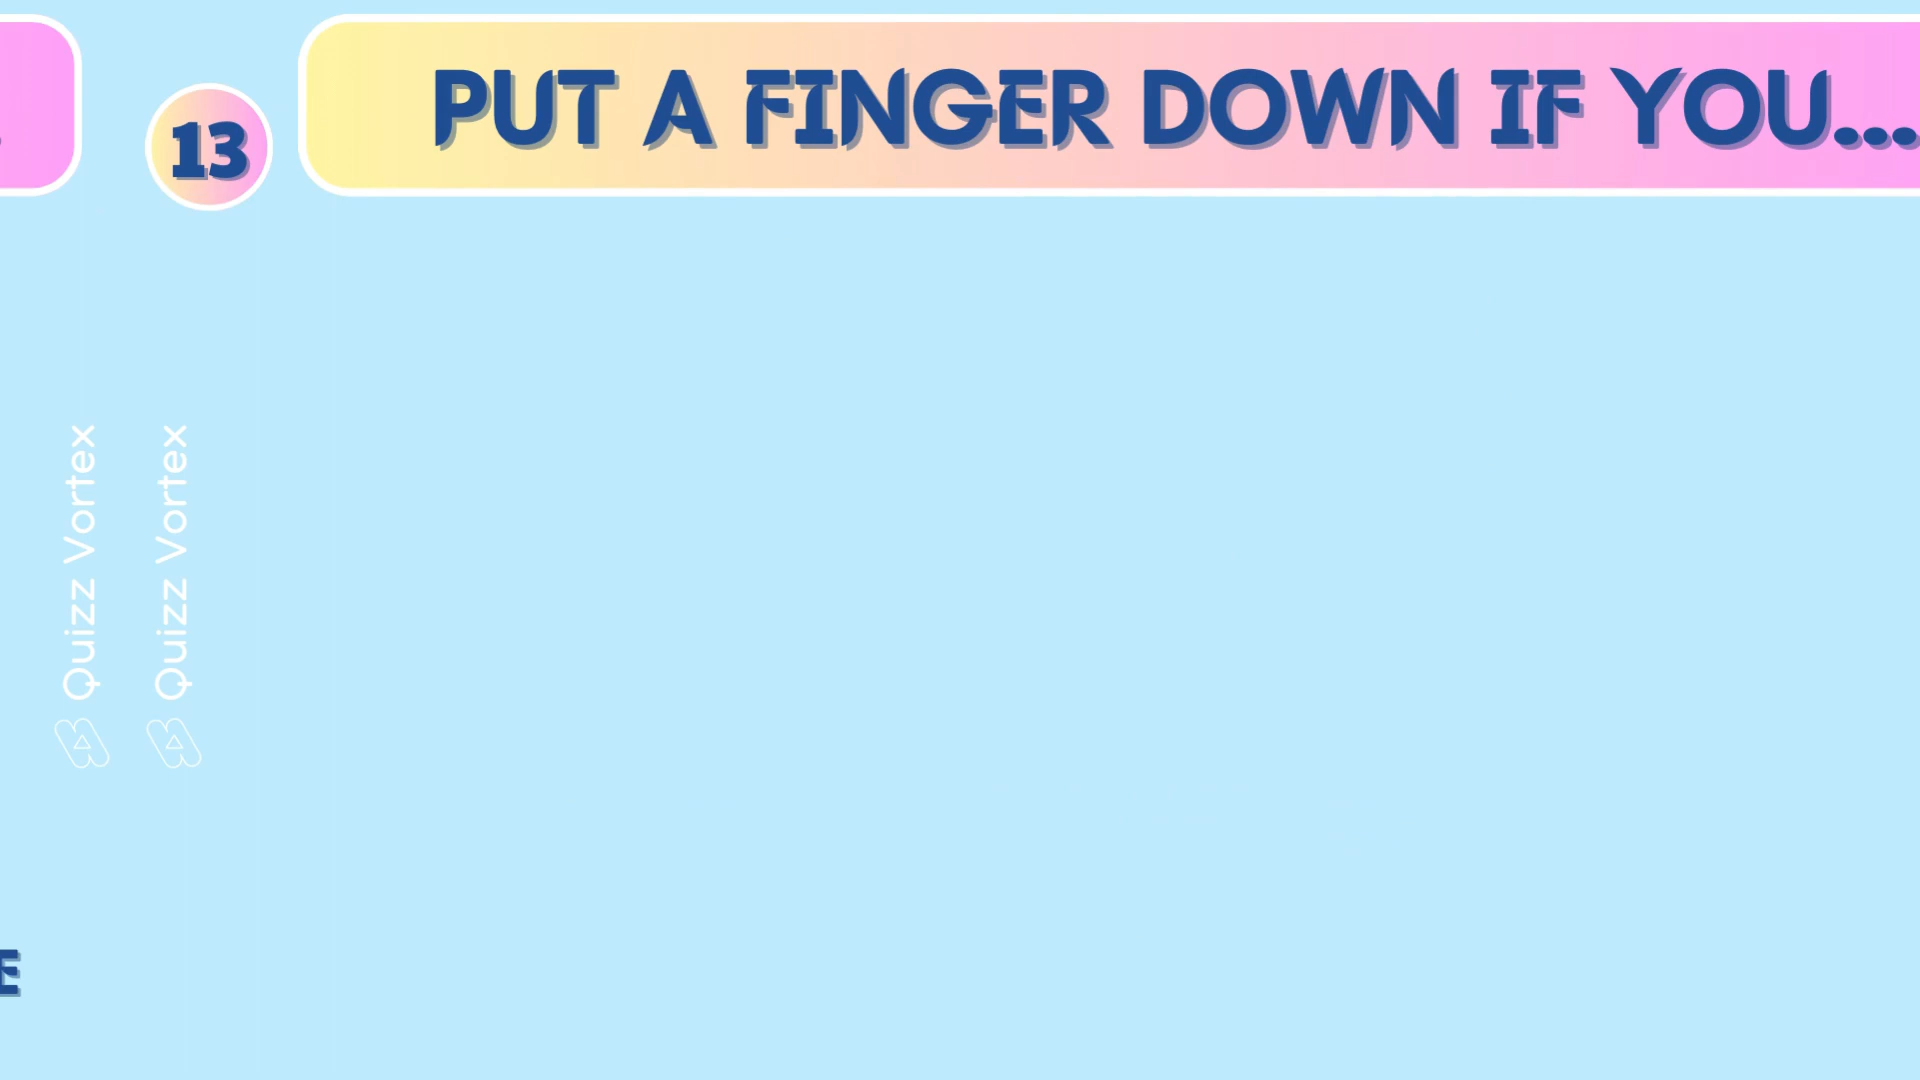 13
PUT A FINGER DOWN IF YOU...
Quizz Vortex
Quizz Vortex
E